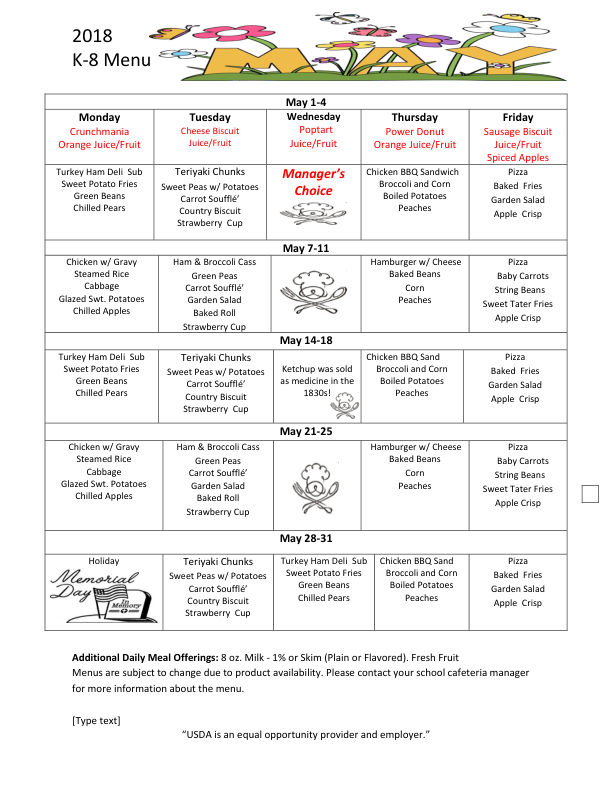 2018
K-8 Menu
MAY
May 1-4
Monday
Crunchmania
Orange Juice/Fruit
Tuesday
Cheese Biscuit
Juice/Fruit
Wednesday
Poptart
Juice/Fruit
Thursday
Power Donut
Orange Juice/Fruit
Friday
Sausage Biscuit
Juice/Fruit
Spiced Apples
Turkey Ham Deli Sub
Sweet Potato Fries
Green Beans
Chilled Pears
Teriyaki Chunks
Sweet Peas w/ Potatoes
Carrot Soufflé’
Country Biscuit
Strawberry Cup
Manager’s
Choice
Chicken BBQ Sandwich
Broccoli and Corn
Boiled Potatoes
Peaches
Pizza
Baked Fries
Garden Salad
Apple Crisp
May 7-11
Chicken w/ Gravy
Steamed Rice
Cabbage
Glazed Swt. Potatoes
Chilled Apples
Ham & Broccoli Cass
Green Peas
Carrot Soufflé’
Garden Salad
Baked Roll
Strawberry Cup
Hamburger w/ Cheese
Baked Beans
Corn
Peaches
Pizza
Baby Carrots
String Beans
Sweet Tater Fries
Apple Crisp
May 14-18
Turkey Ham Deli Sub
Sweet Potato Fries
Green Beans
Chilled Pears
Teriyaki Chunks
Sweet Peas w/ Potatoes
Carrot Soufflé’
Country Biscuit
Strawberry Cup
Ketchup was sold
as medicine in the
1830s!
Chicken BBQ Sand
Broccoli and Corn
Boiled Potatoes
Peaches
Pizza
Baked Fries
Garden Salad
Apple Crisp
May 21-25
Chicken w/ Gravy
Steamed Rice
Cabbage
Glazed Swt. Potatoes
Chilled Apples
Ham & Broccoli Cass
Green Peas
Carrot Soufflé’
Garden Salad
Baked Roll
Strawberry Cup
Hamburger w/ Cheese
Baked Beans
Corn
Peaches
Pizza
Baby Carrots
String Beans
Sweet Tater Fries
Apple Crisp
May 28-31
Holiday
Memorial
Day
In
Memory
Teriyaki Chunks
Sweet Peas w/ Potatoes
Carrot Soufflé’
Country Biscuit
Strawberry Cup
Turkey Ham Deli Sub
Sweet Potato Fries
Green Beans
Chilled Pears
Chicken BBQ Sand
Broccoli and Corn
Boiled Potatoes
Peaches
Pizza
Baked Fries
Garden Salad
Apple Crisp
Additional Daily Meal Offerings: 8 oz. Milk - 1% or Skim (Plain or Flavored). Fresh Fruit
Menus are subject to change due to product availability. Please contact your school cafeteria manager
for more information about the menu.
[Type text]
“USDA is an equal opportunity provider and employer.”